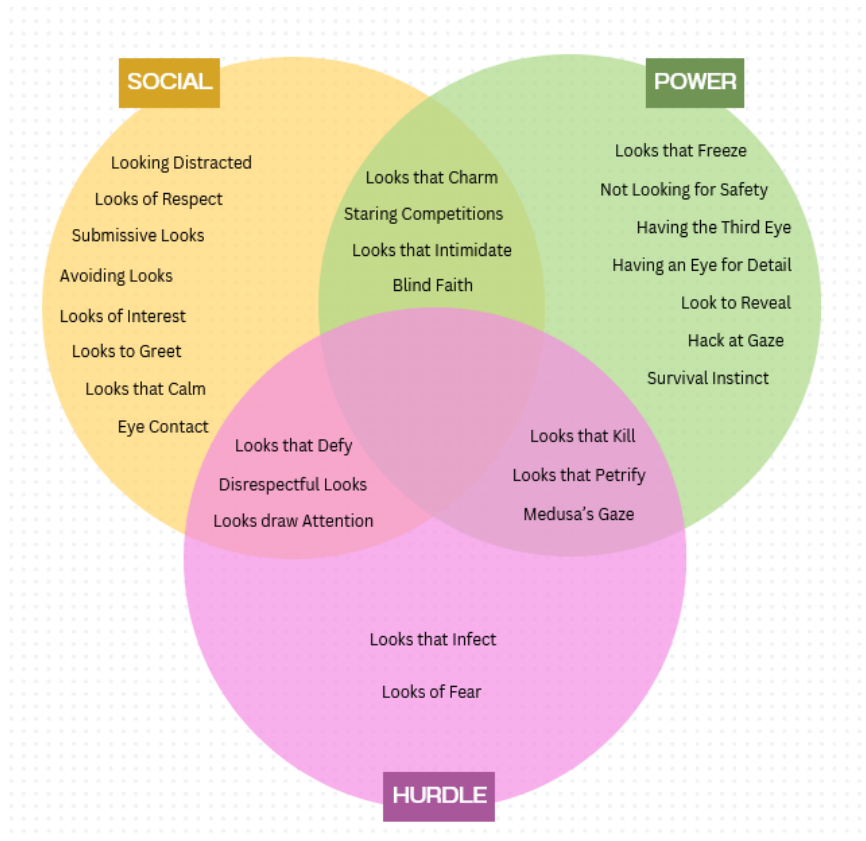 SOCIAL
POWER
Looking Distracted
Looks of Respect
Submissive Looks
Avoiding Looks
Looks of Interest
Looks to Greet
Looks that Calm
Eye Contact
Looks that Charm
Staring Competitions
Looks that Intimidate
Blind Faith
Looks that Freeze
Not Looking for Safety
Having the Third Eye
Having an Eye for Detail
Look to Reveal
Hack at Gaze
Survival Instinct
Looks that Defy
Disrespectful Looks
Looks draw Attention
Looks that Kill
Looks that Petrify
Medusa’s Gaze
Looks that Infect
Looks of Fear
HURDLE